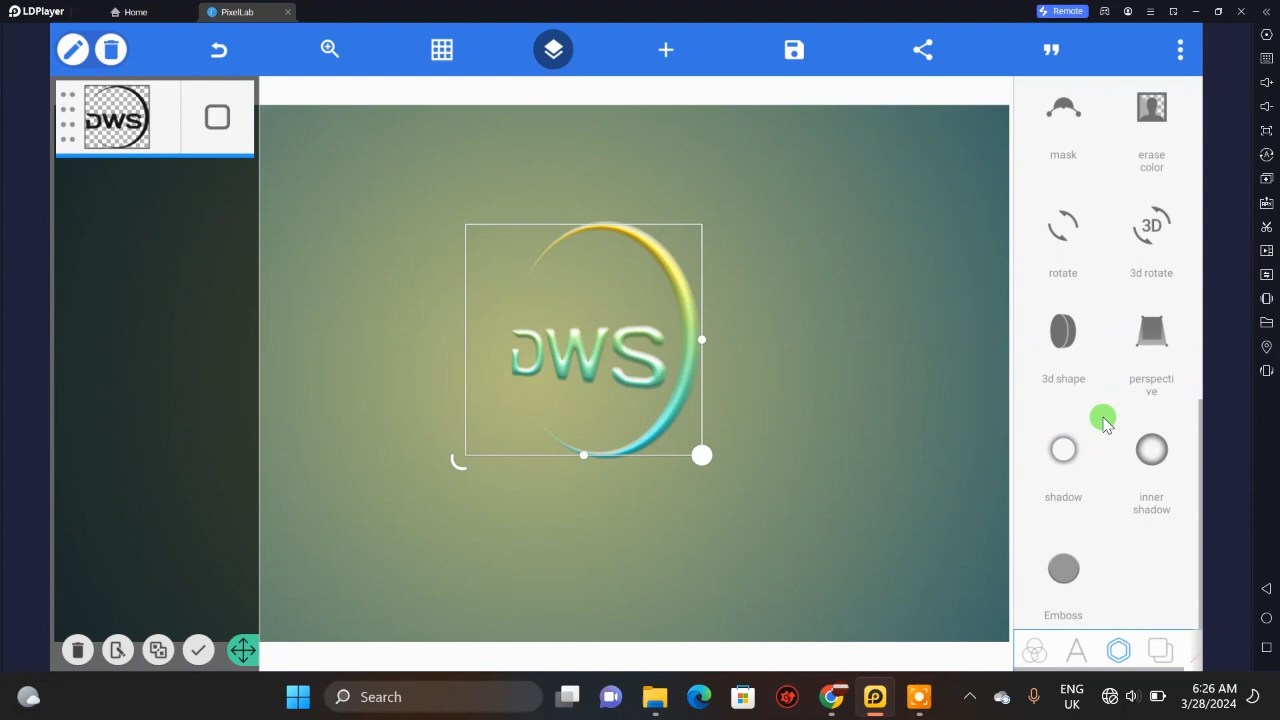 LDPlayer
Home
PixelLab
Remote
DWS
DWS
mask
erase
color
rotate
3D
3d rotate
3d shape
perspecti
ve
shadow
inner
shadow
Emboss
Search
ENG
UK
6:26 AM
3/28/2024